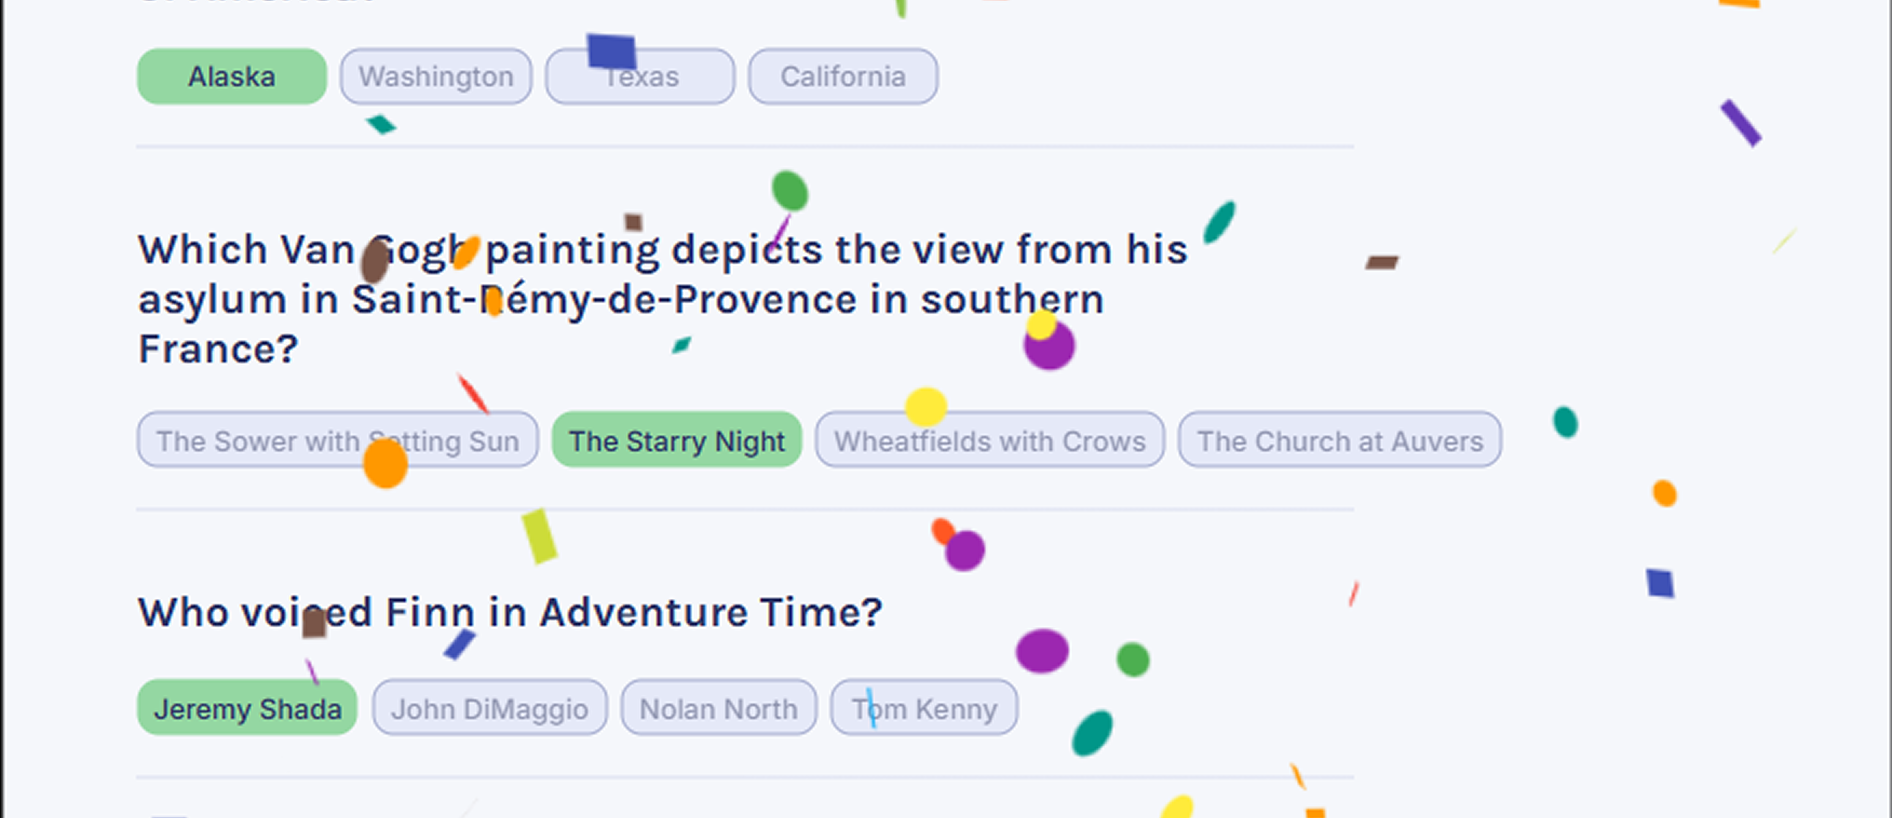 Alaska Washington Texas California
Which Van Gogh painting depicts the view from his
asylum in Saint-Rémy-de-Provence in southern
France?
The Sower with Setting Sun The Starry Night Wheatfields with Crows The Church at Auvers
Who voiced Finn in Adventure Time?
Jeremy Shada John DiMaggio Nolan North Tom Kenny